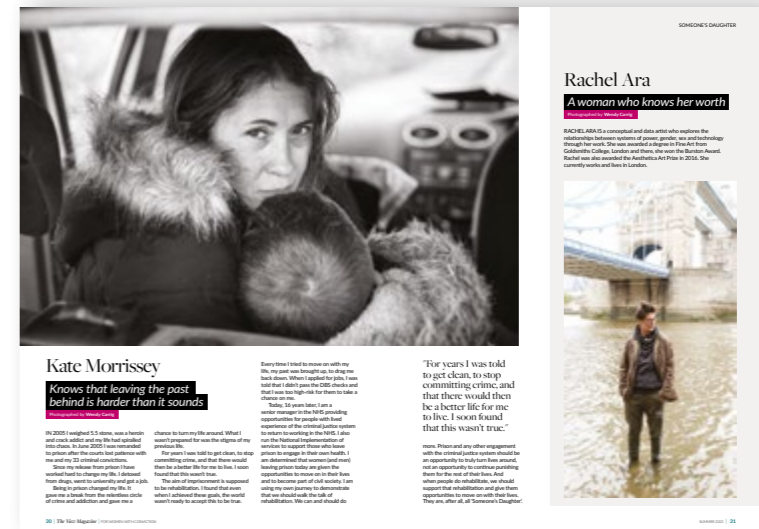 SOMEONE'S DAUGHTER
Kate Morrissey
Knows that leaving the past
behind is harder than it sounds
Photographed by Wendy Carrig
IN 2005 I weighed 5.5 stone, was a heroin
and crack addict and my life had spiralled
into chaos. In June 2005 I was remanded
to prison after the courts lost patience with
me and my 33 convictions.
Since my release from prison I have
worked hard to change my life. I detoxed
from drugs, went to university and got a job.
Being in prison changed my life. It
gave me a break from the relentless circle
of crime and addiction and gave me a
chance to turn my life around. What I
wasn't prepared for was the stigma of my
previous life.
For years I was told to get clean, to stop
committing crime, and that there would
then be a better life for me to live. I soon
found that this wasn't true.
The aim of imprisonment is supposed
to be rehabilitation. I found that even
when I achieved these goals, the world
wasn't ready to accept this to be true.
Every time I tried to move on with my
life, my past was brought up, to drag me
back down. When I applied for jobs, I was
told that I didn't pass the DBS checks and
that I was too high-risk for them to take a
chance on me.
Today, 16 years later, I am a
senior manager in the NHS providing
opportunities for people with lived
experience of the criminal justice system
to return to working in the NHS. I also
run the National Implementation of
services to support those who leave
prison to engage in their own health. I
am determined that women (and men)
leaving prison today are given the
opportunities to move on in their lives
and to become part of civil society. I am
using my own journey to demonstrate
that we should walk the talk of
rehabilitation. We can and should do
"For years I was told
to get clean, to stop
committing crime, and
that there would then
be a better life for me
to live. I soon found
that this wasn't true."
more. Prison and any other engagement
with the criminal justice system should be
an opportunity to truly turn lives around,
not an opportunity to continue punishing
them for the rest of their lives. And
when people do rehabilitate, we should
support that rehabilitation and give them
opportunities to move on with their lives.
They are, after all, all 'Someone's Daughter'.
30 | The View Magazine | FOR WOMEN WITH CONVICTION
Rachel Ara
A woman who knows her worth
Photographed by Wendy Carrig
RACHEL ARA IS a conceptual and data artist who explores the
relationships between systems of power, gender, sex and technology
through her work. She was awarded a degree in Fine Art from
Goldsmiths College, London and there, she won the Burston Award.
Rachel was also awarded the Aesthetica Art Prize in 2016. She
currently works and lives in London.
| 31